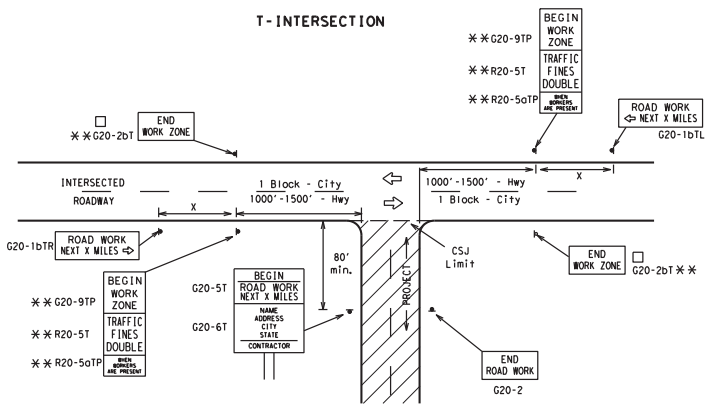 T-INTERSECTION
✳✳G20-9TP
BEGIN
WORK
ZONE
✳✳R20-5T
TRAFFIC
FINES
DOUBLE
✳✳R20-5aTP
WHEN
WORKERS
ARE PRESENT
ROAD WORK
⇦ NEXT X MILES
G20-1bTL
□
✳✳G20-2bT
END
WORK ZONE
INTERSECTED
ROADWAY
X
1 Block - City
1000'-1500' - Hwy
⇦
⇨
1000'-1500' - Hwy
1 Block - City
X
G20-1bTR
ROAD WORK
NEXT X MILES ⇨
✳✳G20-9TP
BEGIN
WORK
ZONE
✳✳R20-5T
TRAFFIC
FINES
DOUBLE
✳✳R20-5aTP
WHEN
WORKERS
ARE PRESENT
G20-5T
BEGIN
ROAD WORK
NEXT X MILES
G20-6T
NAME
ADDRESS
CITY
STATE
CONTRACTOR
80'
min.
PROJECT
CSJ
Limit
END
WORK ZONE
□
G20-2bT ✳✳
END
ROAD WORK
G20-2